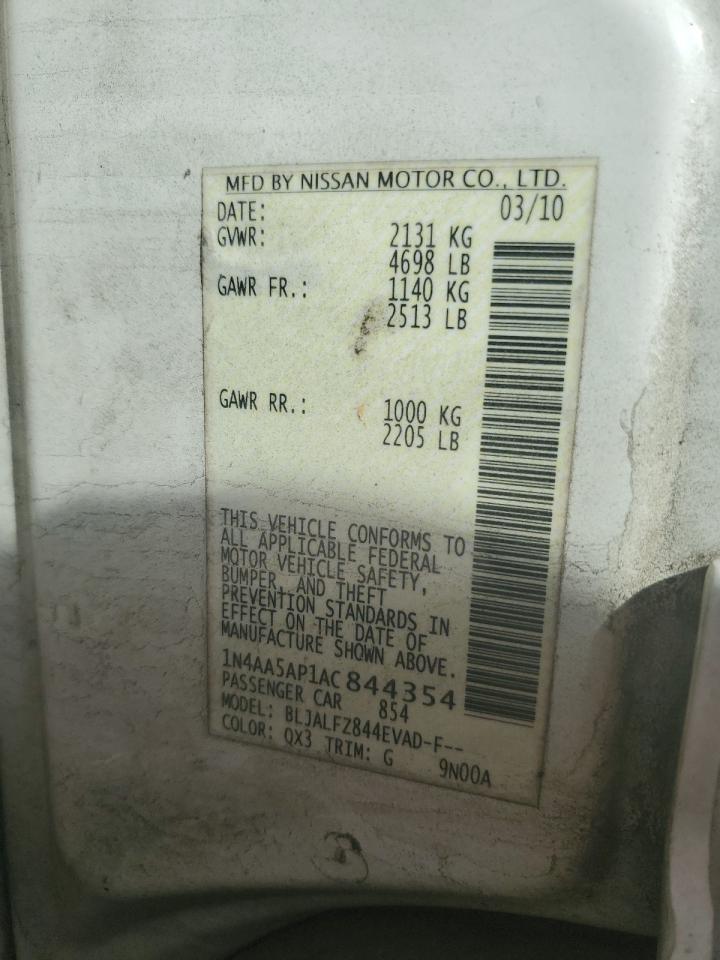 MFD BY NISSAN MOTOR CO., LTD.
DATE: 03/10
GVWR: 2131 KG
4698 LB
GAWR FR.: 1140 KG
2513 LB
GAWR RR.: 1000 KG
2205 LB
THIS VEHICLE CONFORMS TO
ALL APPLICABLE FEDERAL
MOTOR VEHICLE SAFETY,
BUMPER, AND THEFT
PREVENTION STANDARDS IN
EFFECT ON THE DATE OF
MANUFACTURE SHOWN ABOVE.
1N4AA5AP1AC844354
PASSENGER CAR 854
MODEL: BLJALFZ844EVAD-F--
COLOR: QX3 TRIM: G 9N00A